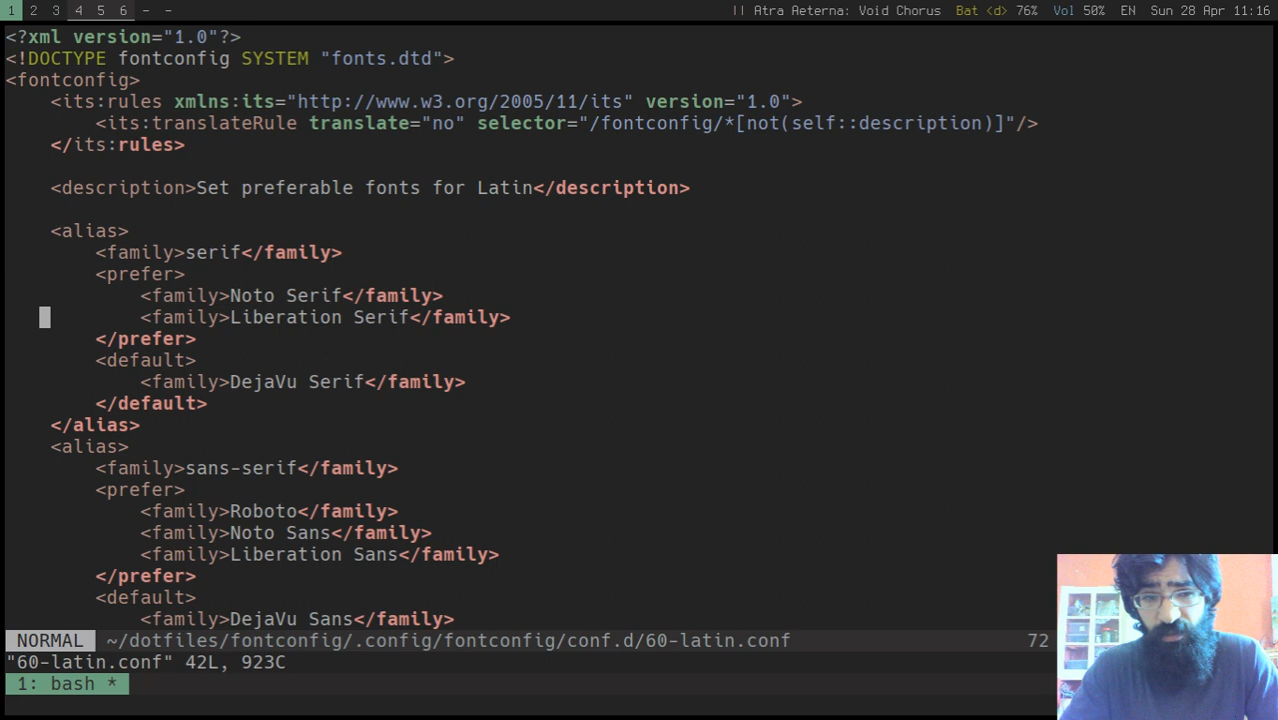 1 2 3 4 5 6 - - || Atra Aeterna: Void Chorus Bat <d> 76% Vol 50% EN Sun 28 Apr 11:16
<?xml version="1.0"?>
<!DOCTYPE fontconfig SYSTEM "fonts.dtd">
<fontconfig>
    <its:rules xmlns:its="http://www.w3.org/2005/11/its" version="1.0">
        <its:translateRule translate="no" selector="/fontconfig/*[not(self::description)]"/>
    </its:rules>
    <description>Set preferable fonts for Latin</description>
    <alias>
        <family>serif</family>
        <prefer>
            <family>Noto Serif</family>
            <family>Liberation Serif</family>
        </prefer>
        <default>
            <family>DejaVu Serif</family>
        </default>
    </alias>
    <alias>
        <family>sans-serif</family>
        <prefer>
            <family>Roboto</family>
            <family>Noto Sans</family>
            <family>Liberation Sans</family>
        </prefer>
        <default>
            <family>DejaVu Sans</family>
NORMAL ~/dotfiles/fontconfig/.config/fontconfig/conf.d/60-latin.conf 72
"60-latin.conf" 42L, 923C
1: bash *